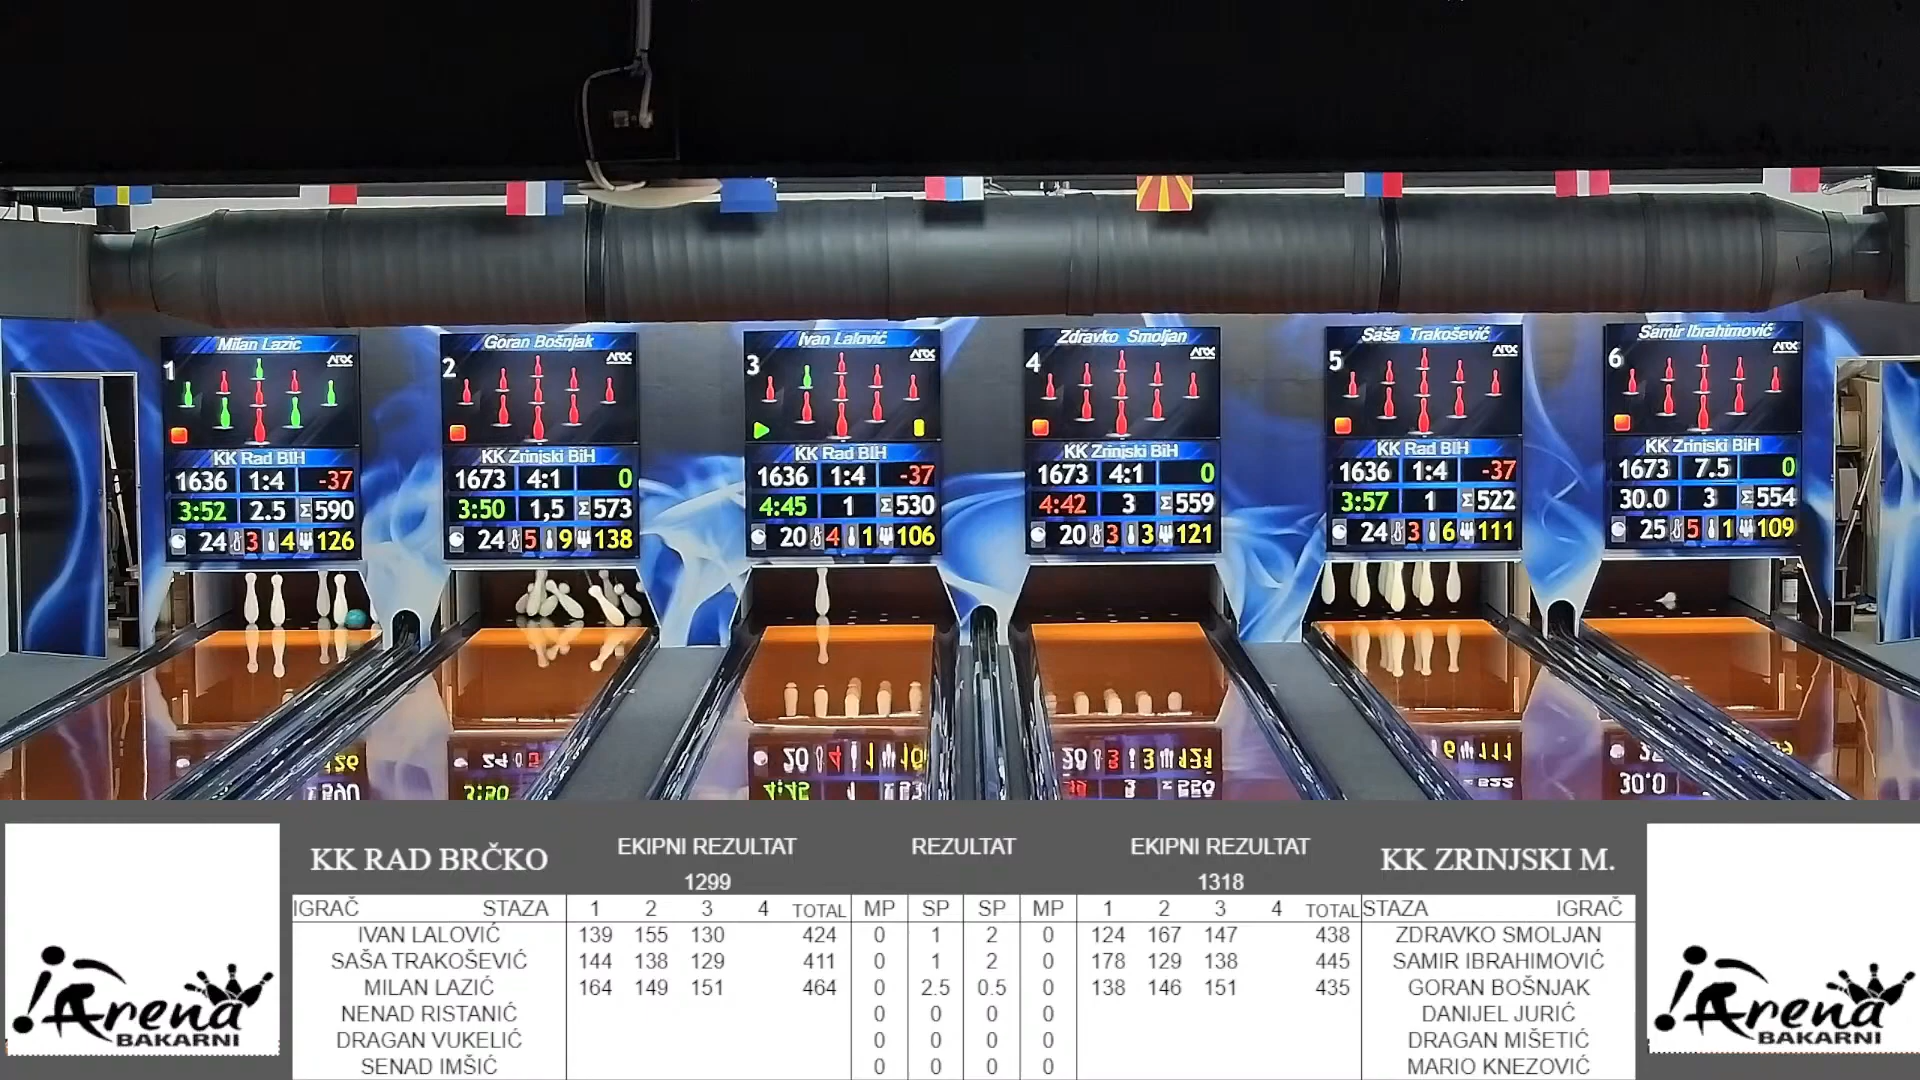 Milan Lazic
1
ARX
KK Rad BIH
1636 1:4 -37
3:52 2.5 Σ590
24 3 4 126
Goran Bošnjak
2
ARX
KK Zrinjski BiH
1673 4:1 0
3:50 1,5 Σ573
24 5 9 138
Ivan Lalović
3
ARX
KK Rad BIH
1636 1:4 -37
4:45 1 Σ530
20 4 1 106
Zdravko Smoljan
4
ARX
KK Zrinjski BiH
1673 4:1 0
4:42 3 Σ559
20 3 3 121
Saša Trakošević
5
ARX
KK Rad BIH
1636 1:4 -37
3:57 1 Σ522
24 3 6 111
Samir Ibrahimović
6
ARX
KK Zrinjski BiH
1673 7.5 0
30.0 3 Σ554
25 5 1 109
KK RAD BRČKO EKIPNI REZULTAT REZULTAT EKIPNI REZULTAT KK ZRINJSKI M.
1299 1318
IGRAČ STAZA 1 2 3 4 TOTAL MP SP SP MP 1 2 3 4 TOTAL STAZA IGRAČ
IVAN LALOVIĆ 139 155 130 424 0 1 2 0 124 167 147 438 ZDRAVKO SMOLJAN
SAŠA TRAKOŠEVIĆ 144 138 129 411 0 1 2 0 178 129 138 445 SAMIR IBRAHIMOVIĆ
MILAN LAZIĆ 164 149 151 464 0 2.5 0.5 0 138 146 151 435 GORAN BOŠNJAK
NENAD RISTANIĆ 0 0 0 0 DANIJEL JURIĆ
DRAGAN VUKELIĆ 0 0 0 0 DRAGAN MIŠETIĆ
SENAD IMŠIĆ 0 0 0 0 MARIO KNEZOVIĆ
Arena
BAKARNI
Arena
BAKARNI